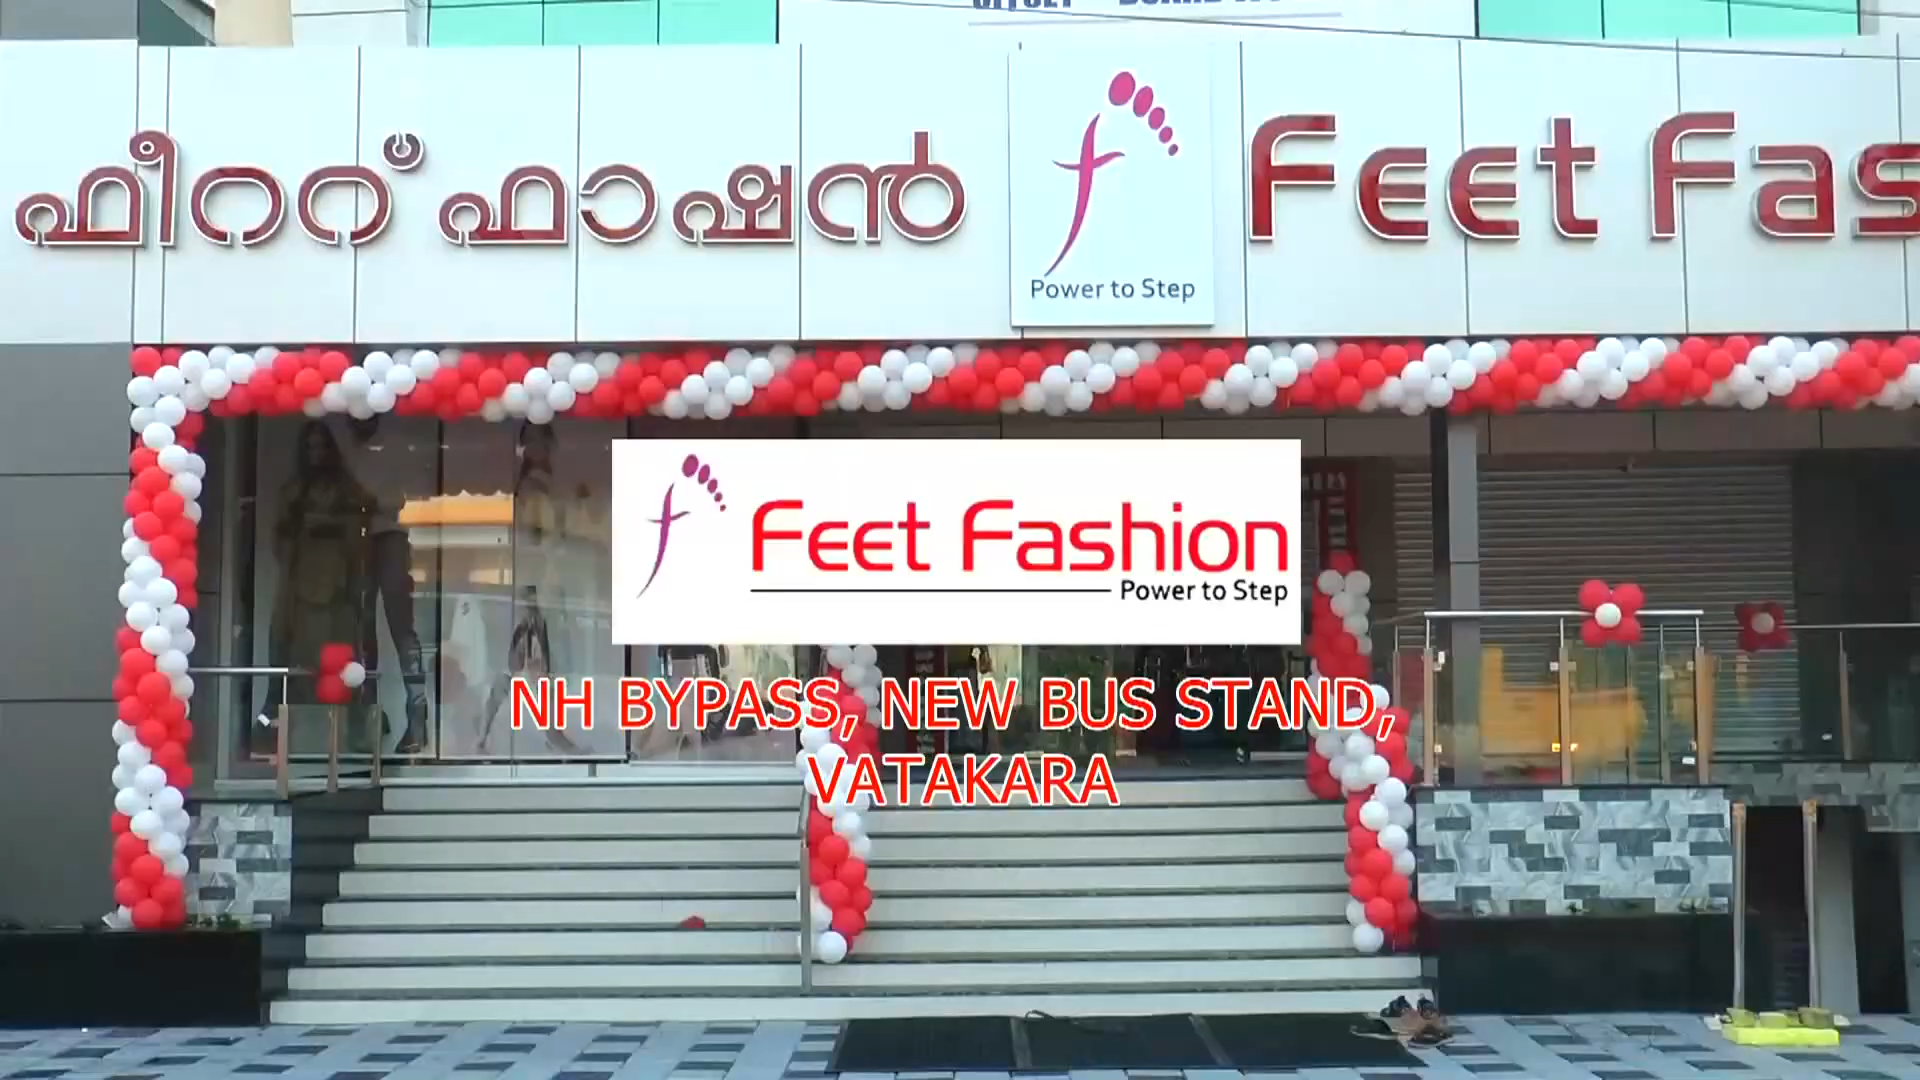 ഫീററ് ഫാഷൻ
Feet Fas
Power to Step
Feet Fashion
Power to Step
NH BYPASS, NEW BUS STAND,
VATAKARA